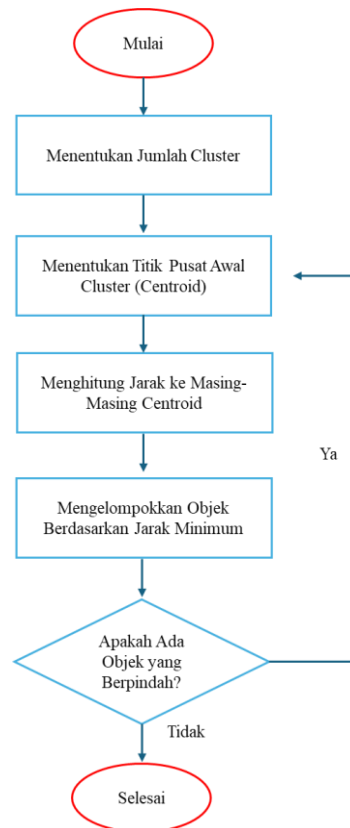 Mulai
Menentukan Jumlah Cluster
Menentukan Titik Pusat Awal
Cluster (Centroid)
Menghitung Jarak ke Masing-
Masing Centroid
Ya
Mengelompokkan Objek
Berdasarkan Jarak Minimum
Apakah Ada
Objek yang
Berpindah?
Tidak
Selesai